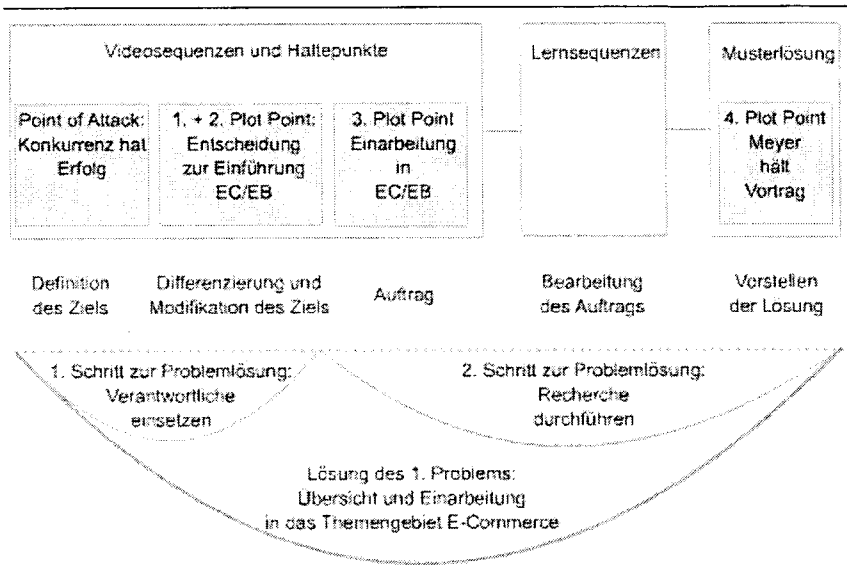 Videosequenzen und Haltepunkte
Lernsequenzen
Musterlösung
Point of Attack:
Konkurrenz hat
Erfolg
1. + 2. Plot Point:
Entscheidung
zur Einführung
EC/EB
3. Plot Point
Einarbeitung
in
EC/EB
4. Plot Point
Meyer
hält
Vortrag
Definition
des Ziels
Differenzierung und
Modifikation des Ziels
Auftrag
Bearbeitung
des Auftrags
Vorstellen
der Lösung
1. Schritt zur Problemlösung:
Verantwortliche
einsetzen
2. Schritt zur Problemlösung:
Recherche
durchführen
Lösung des 1. Problems:
Übersicht und Einarbeitung
in das Themengebiet E-Commerce